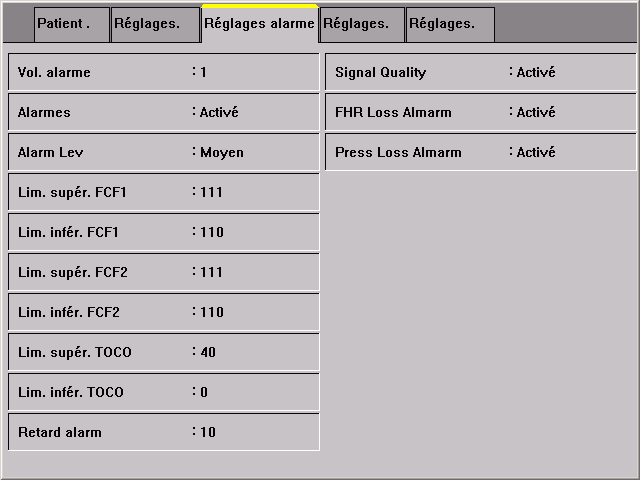 Patient .
Réglages.
Réglages alarme
Réglages.
Réglages.
Vol. alarme : 1
Alarmes : Activé
Alarm Lev : Moyen
Lim. supér. FCF1 : 111
Lim. infér. FCF1 : 110
Lim. supér. FCF2 : 111
Lim. infér. FCF2 : 110
Lim. supér. TOCO : 40
Lim. infér. TOCO : 0
Retard alarm : 10
Signal Quality : Activé
FHR Loss Almarm : Activé
Press Loss Almarm : Activé